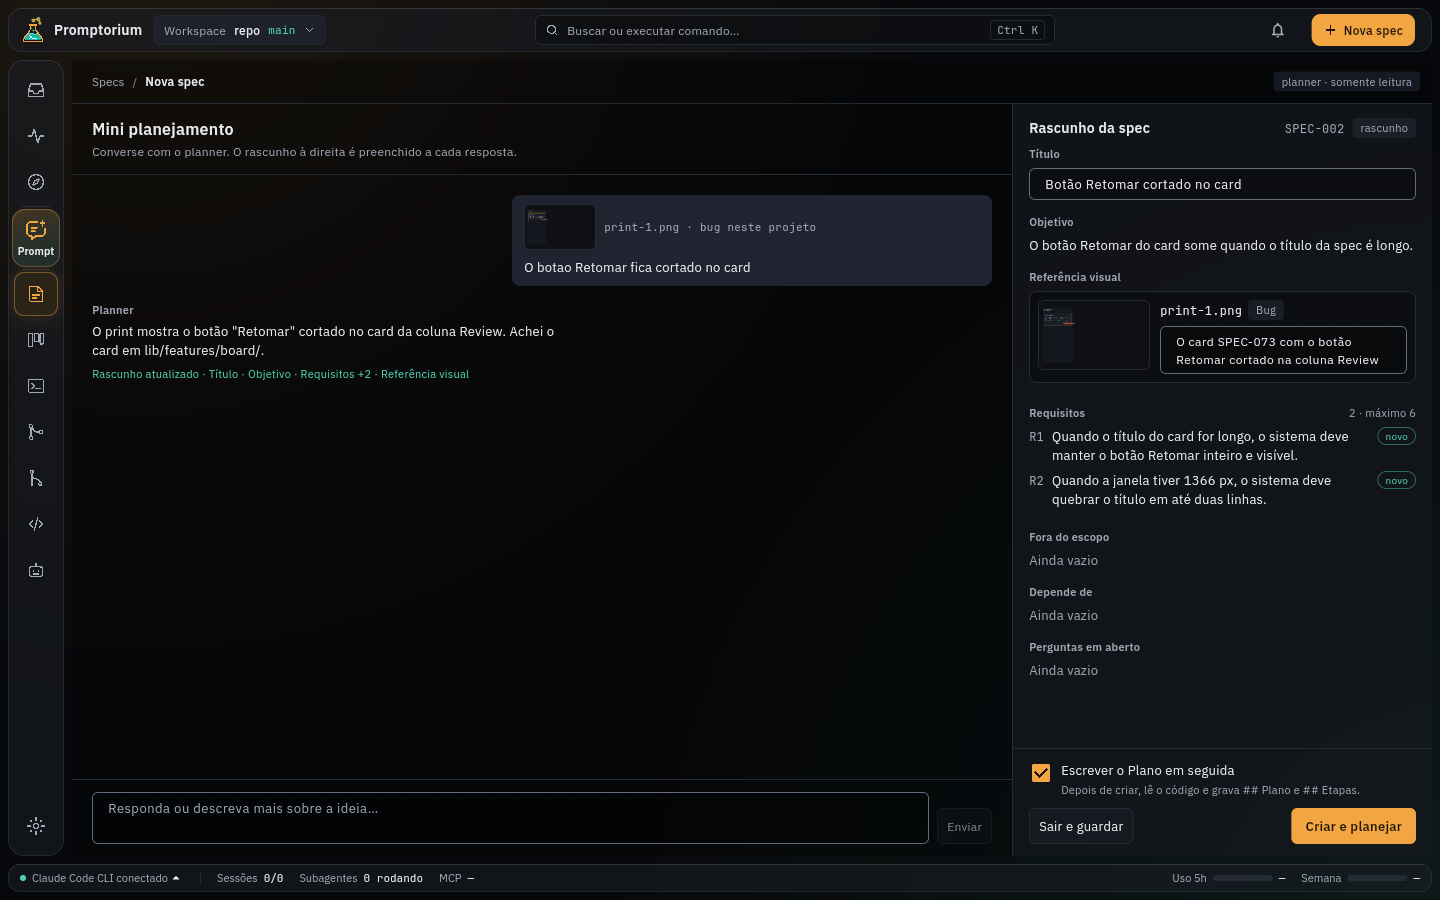 Promptorium
Workspace repo main
Buscar ou executar comando...
Ctrl K
Nova spec
Specs / Nova spec
planner · somente leitura
Prompt
Mini planejamento
Converse com o planner. O rascunho à direita é preenchido a cada resposta.
print-1.png · bug neste projeto
O botao Retomar fica cortado no card
Planner
O print mostra o botão "Retomar" cortado no card da coluna Review. Achei o
card em lib/features/board/.
Rascunho atualizado · Título · Objetivo · Requisitos +2 · Referência visual
Responda ou descreva mais sobre a ideia...
Enviar
Rascunho da spec
SPEC-002
rascunho
Título
Botão Retomar cortado no card
Objetivo
O botão Retomar do card some quando o título da spec é longo.
Referência visual
print-1.png
Bug
O card SPEC-073 com o botão
Retomar cortado na coluna Review
Requisitos
2 · máximo 6
R1 Quando o título do card for longo, o sistema deve
manter o botão Retomar inteiro e visível.
novo
R2 Quando a janela tiver 1366 px, o sistema deve
quebrar o título em até duas linhas.
novo
Fora do escopo
Ainda vazio
Depende de
Ainda vazio
Perguntas em aberto
Ainda vazio
Escrever o Plano em seguida
Depois de criar, lê o código e grava ## Plano e ## Etapas.
Sair e guardar
Criar e planejar
Claude Code CLI conectado
Sessões 0/0
Subagentes 0 rodando
MCP —
Uso 5h —
Semana —